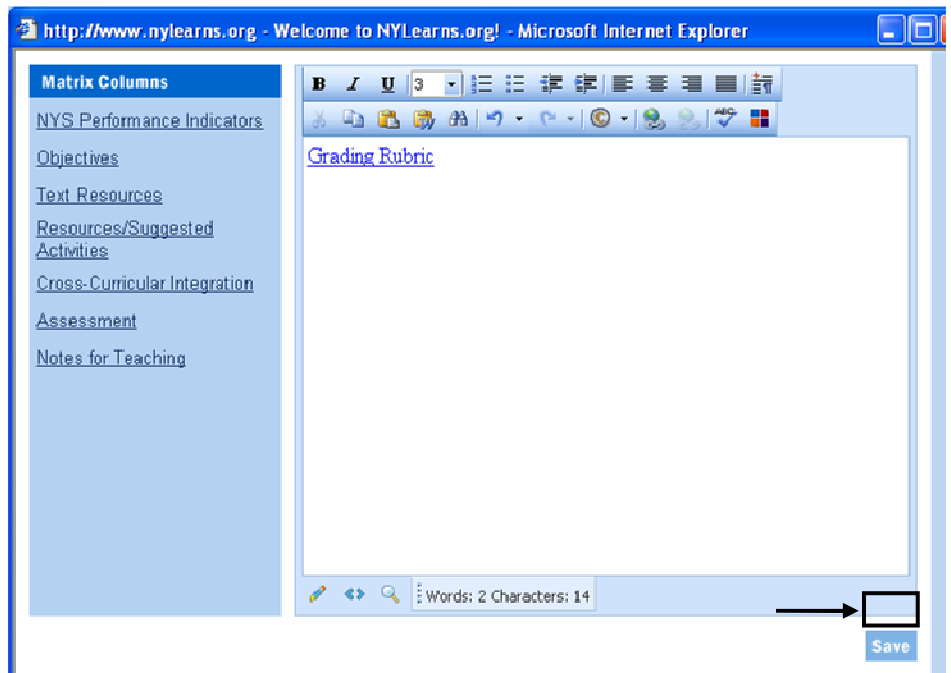 http://www.nylearns.org - Welcome to NYLearns.org! - Microsoft Internet Explorer
Matrix Columns
NYS Performance Indicators
Objectives
Text Resources
Resources/Suggested
Activities
Cross-Curricular Integration
Assessment
Notes for Teaching
B I U 3
Grading Rubric
Words: 2 Characters: 14
Save